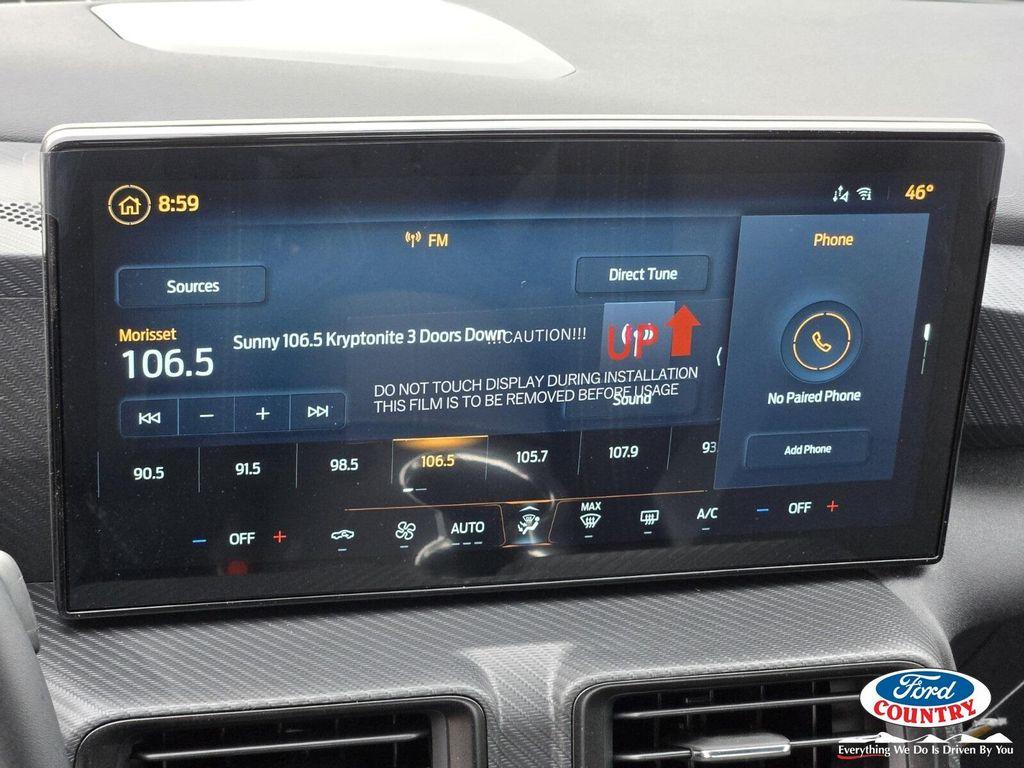 8:59
46°
FM
Phone
Sources
Direct Tune
Morisset
106.5
Sunny 106.5 Kryptonite 3 Doors Down
!!!CAUTION!!!
UP
DO NOT TOUCH DISPLAY DURING INSTALLATION
THIS FILM IS TO BE REMOVED BEFORE USAGE
Sound
No Paired Phone
Add Phone
90.5 91.5 98.5 106.5 105.7 107.9 93.
− OFF + AUTO MAX A/C − OFF +
Ford
COUNTRY
Everything We Do Is Driven By You